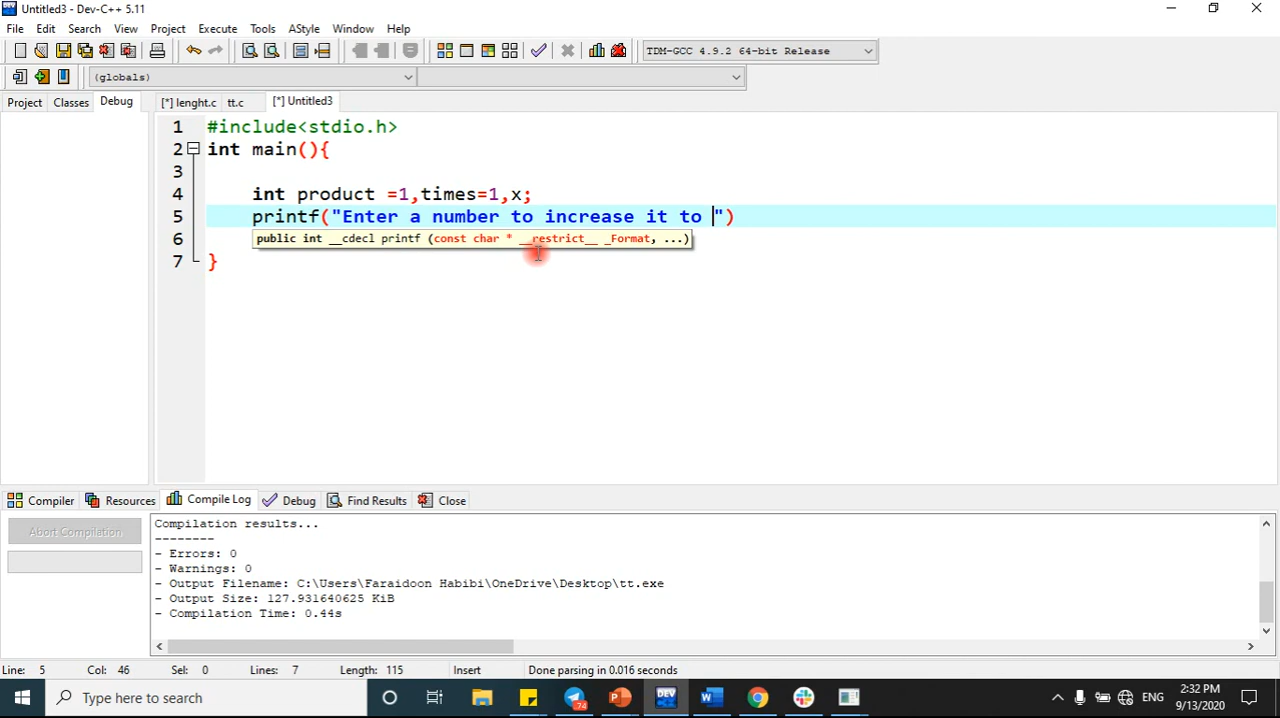 Untitled3 - Dev-C++ 5.11
File Edit Search View Project Execute Tools AStyle Window Help
TDM-GCC 4.9.2 64-bit Release
(globals)
Project Classes Debug [*] lenght.c tt.c [*] Untitled3
1 #include<stdio.h>
2 int main(){
3
4 int product =1,times=1,x;
5 printf("Enter a number to increase it to ")
6 public int __cdecl printf (const char * __restrict__ _Format, ...)
7 }
Compiler Resources Compile Log Debug Find Results Close
Abort Compilation
Compilation results...
--------
- Errors: 0
- Warnings: 0
- Output Filename: C:\Users\Faraidoon Habibi\OneDrive\Desktop\tt.exe
- Output Size: 127.931640625 KiB
- Compilation Time: 0.44s
Line: 5 Col: 46 Sel: 0 Lines: 7 Length: 115 Insert Done parsing in 0.016 seconds
Type here to search
74
DEV
ENG
2:32 PM
9/13/2020